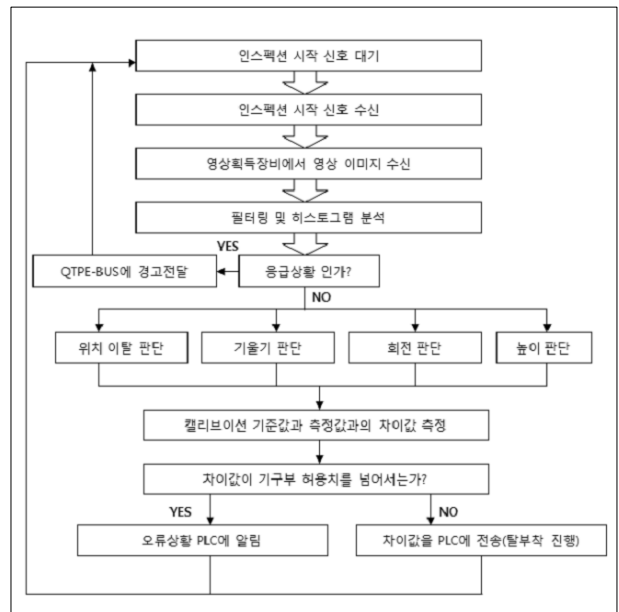 인스펙션 시작 신호 대기
인스펙션 시작 신호 수신
영상획득장비에서 영상 이미지 수신
필터링 및 히스토그램 분석
YES
QTPE-BUS에 경고전달
응급상황 인가?
NO
위치 이탈 판단
기울기 판단
회전 판단
높이 판단
캘리브이션 기준값과 측정값과의 차이값 측정
차이값이 기구부 허용치를 넘어서는가?
YES
NO
오류상황 PLC에 알림
차이값을 PLC에 전송(탈부착 진행)